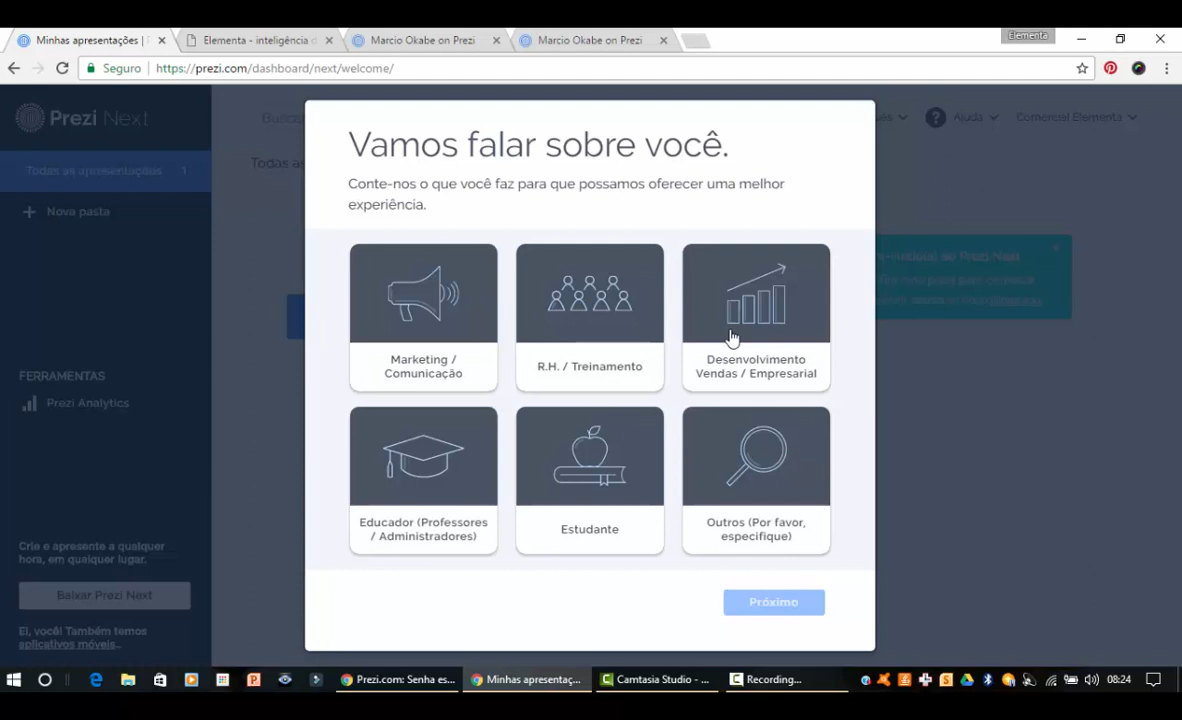 Minhas apresentações | P
Elementa - inteligência d
Marcio Okabe on Prezi
Marcio Okabe on Prezi
Elementa
Seguro
https://prezi.com/dashboard/next/welcome/
Prezi Next
Ajuda
Comercial Elementa
Todas as apresentações 1
Todas as
+ Nova pasta
Vamos falar sobre você.
Conte-nos o que você faz para que possamos oferecer uma melhor
experiência.
Marketing /
Comunicação
R.H. / Treinamento
Desenvolvimento
Vendas / Empresarial
Educador (Professores
/ Administradores)
Estudante
Outros (Por favor,
especifique)
Próximo
FERRAMENTAS
Prezi Analytics
Crie e apresente a qualquer
hora, em qualquer lugar.
Baixar Prezi Next
Ei, você! Também temos
aplicativos móveis.
Prezi.com: Senha es...
Minhas apresentaç...
Camtasia Studio - ...
Recording...
08:24